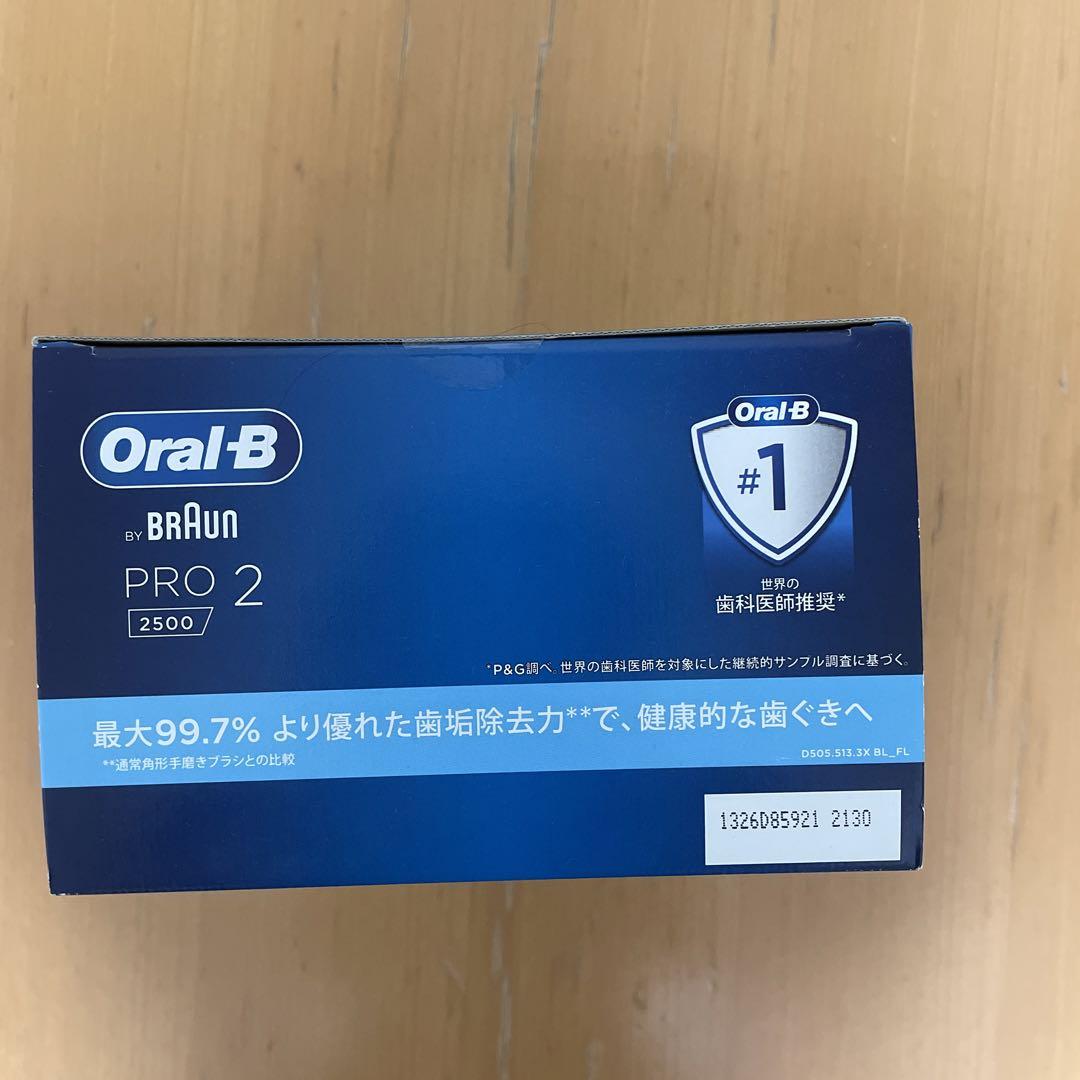 Oral-B
BY BRAUN
PRO 2
2500
Oral-B
#1
世界の
歯科医師推奨*
*P&G調べ。世界の歯科医師を対象にした継続的サンプル調査に基づく。
最大99.7% より優れた歯垢除去力**で、健康的な歯ぐきへ
**通常角形手磨きブラシとの比較
D505.513.3X BL_FL
1326D85921 2130